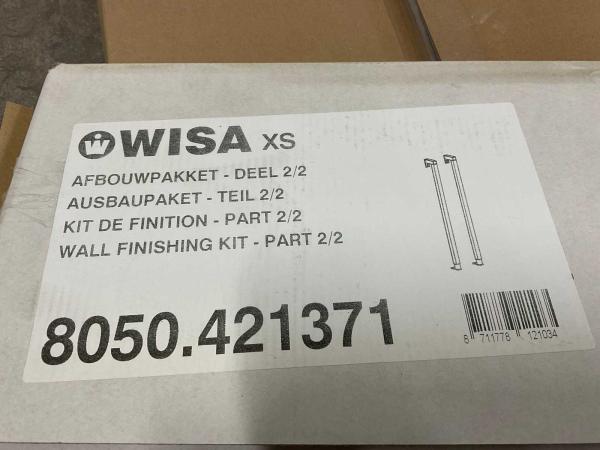 WISA XS
AFBOUWPAKKET - DEEL 2/2
AUSBAUPAKET - TEIL 2/2
KIT DE FINITION - PART 2/2
WALL FINISHING KIT - PART 2/2
8050.421371
8 711778 121034